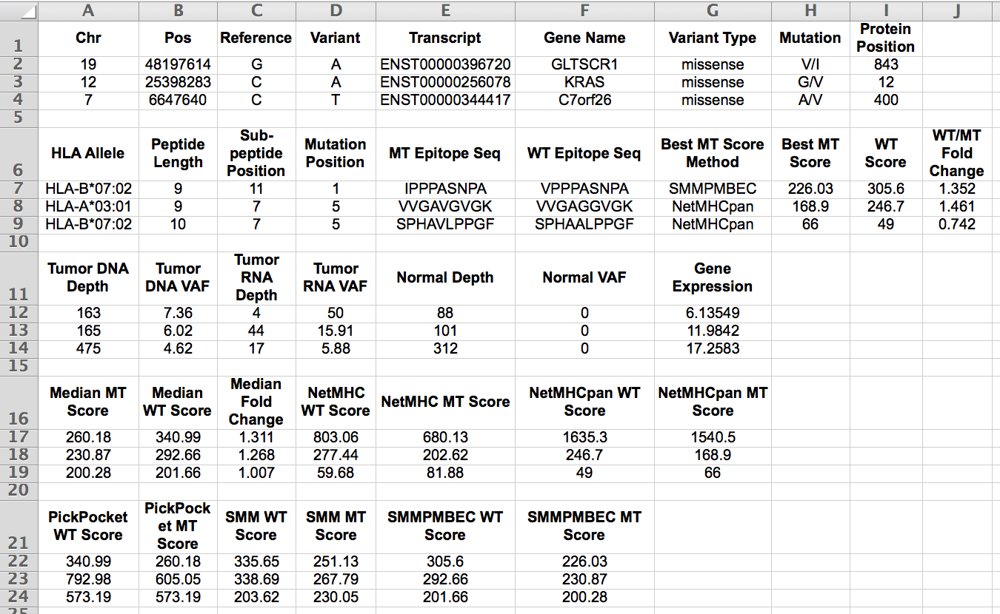 A B C D E F G H I J
1 Chr Pos Reference Variant Transcript Gene Name Variant Type Mutation Protein Position
2 19 48197614 G A ENST00000396720 GLTSCR1 missense V/I 843
3 12 25398283 C A ENST00000256078 KRAS missense G/V 12
4 7 6647640 C T ENST00000344417 C7orf26 missense A/V 400
5
6 HLA Allele Peptide Length Sub-peptide Position Mutation Position MT Epitope Seq WT Epitope Seq Best MT Score Method Best MT Score WT Score WT/MT Fold Change
7 HLA-B*07:02 9 11 1 IPPPASNPA VPPPASNPA SMMPMBEC 226.03 305.6 1.352
8 HLA-A*03:01 9 7 5 VVGAVGVGK VVGAGGVGK NetMHCpan 168.9 246.7 1.461
9 HLA-B*07:02 10 7 5 SPHAVLPPGF SPHAALPPGF NetMHCpan 66 49 0.742
10
11 Tumor DNA Depth Tumor DNA VAF Tumor RNA Depth Tumor RNA VAF Normal Depth Normal VAF Gene Expression
12 163 7.36 4 50 88 0 6.13549
13 165 6.02 44 15.91 101 0 11.9842
14 475 4.62 17 5.88 312 0 17.2583
15
16 Median MT Score Median WT Score Median Fold Change NetMHC WT Score NetMHC MT Score NetMHCpan WT Score NetMHCpan MT Score
17 260.18 340.99 1.311 803.06 680.13 1635.3 1540.5
18 230.87 292.66 1.268 277.44 202.62 246.7 168.9
19 200.28 201.66 1.007 59.68 81.88 49 66
20
21 PickPocket WT Score PickPock et MT Score SMM WT Score SMM MT Score SMMPMBEC WT Score SMMPMBEC MT Score
22 340.99 260.18 335.65 251.13 305.6 226.03
23 792.98 605.05 338.69 267.79 292.66 230.87
24 573.19 573.19 203.62 230.05 201.66 200.28
25